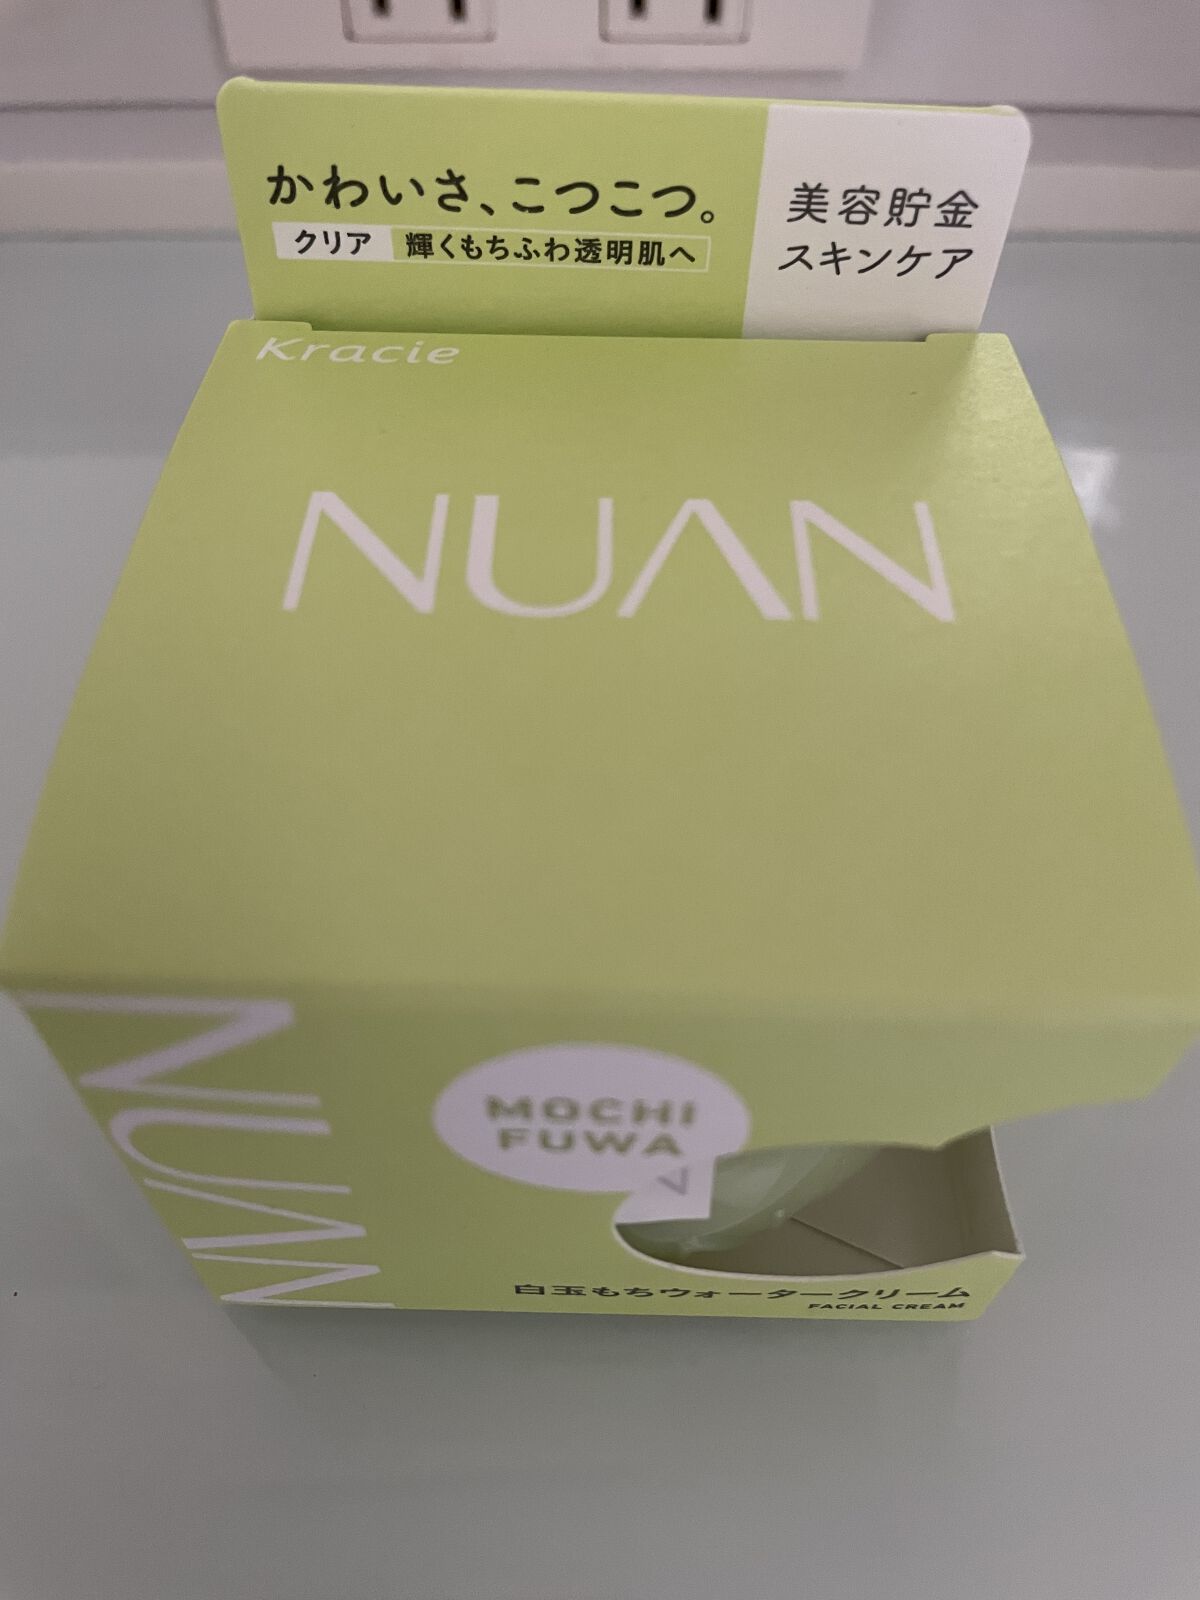 かわいさ、こつこつ。
クリア 輝くもちふわ透明肌へ
美容貯金
スキンケア
Kracie
NUAN
NUAN
MOCHI
FUWA
白玉もちウォータークリーム
FACIAL CREAM